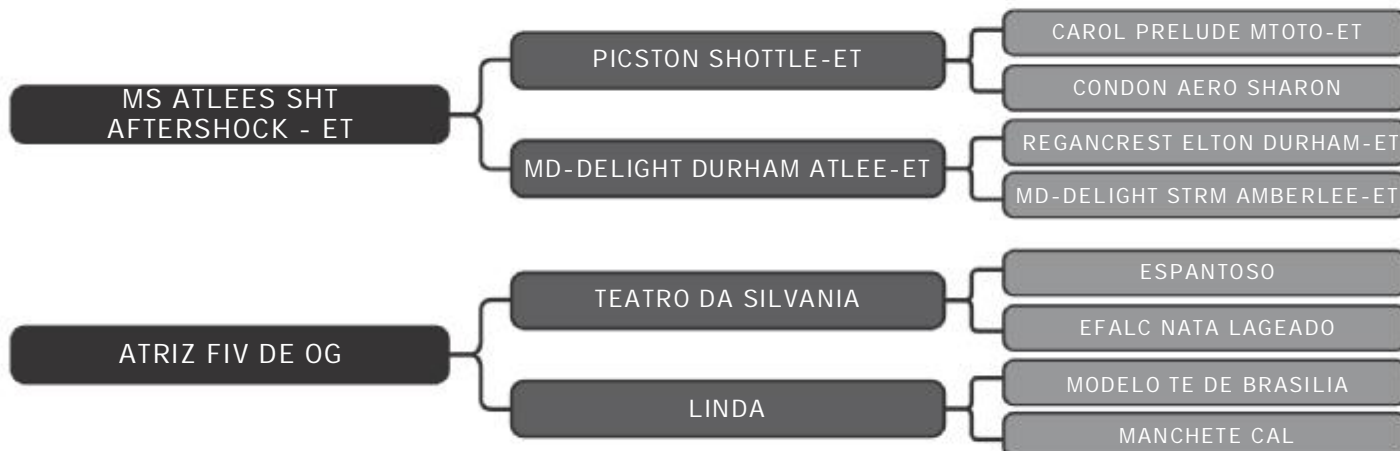 CAROL PRELUDE MTOTO-ET
PICSTON SHOTTLE-ET
CONDON AERO SHARON
MS ATLEES SHT
AFTERSHOCK - ET
REGANCREST ELTON DURHAM-ET
MD-DELIGHT DURHAM ATLEE-ET
MD-DELIGHT STRM AMBERLEE-ET
ESPANTOSO
TEATRO DA SILVANIA
EFALC NATA LAGEADO
ATRIZ FIV DE OG
MODELO TE DE BRASILIA
LINDA
MANCHETE CAL